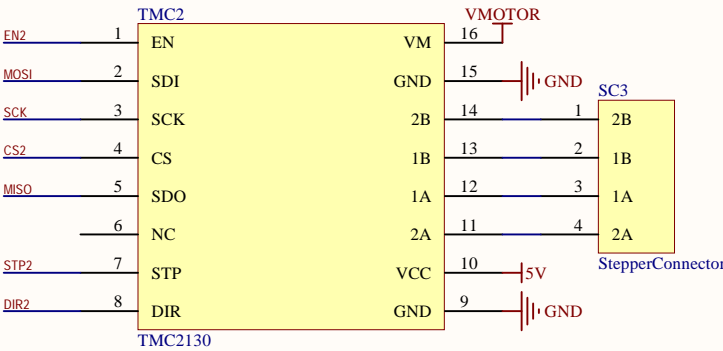 TMC2 VMOTOR
EN2 1 EN VM 16
MOSI 2 SDI GND 15 GND
SC3
SCK 3 SCK 2B 14 1 2B
CS2 4 CS 1B 13 2 1B
MISO 5 SDO 1A 12 3 1A
6 NC 2A 11 4 2A
STP2 7 STP VCC 10 5V StepperConnector
DIR2 8 DIR GND 9 GND
TMC2130